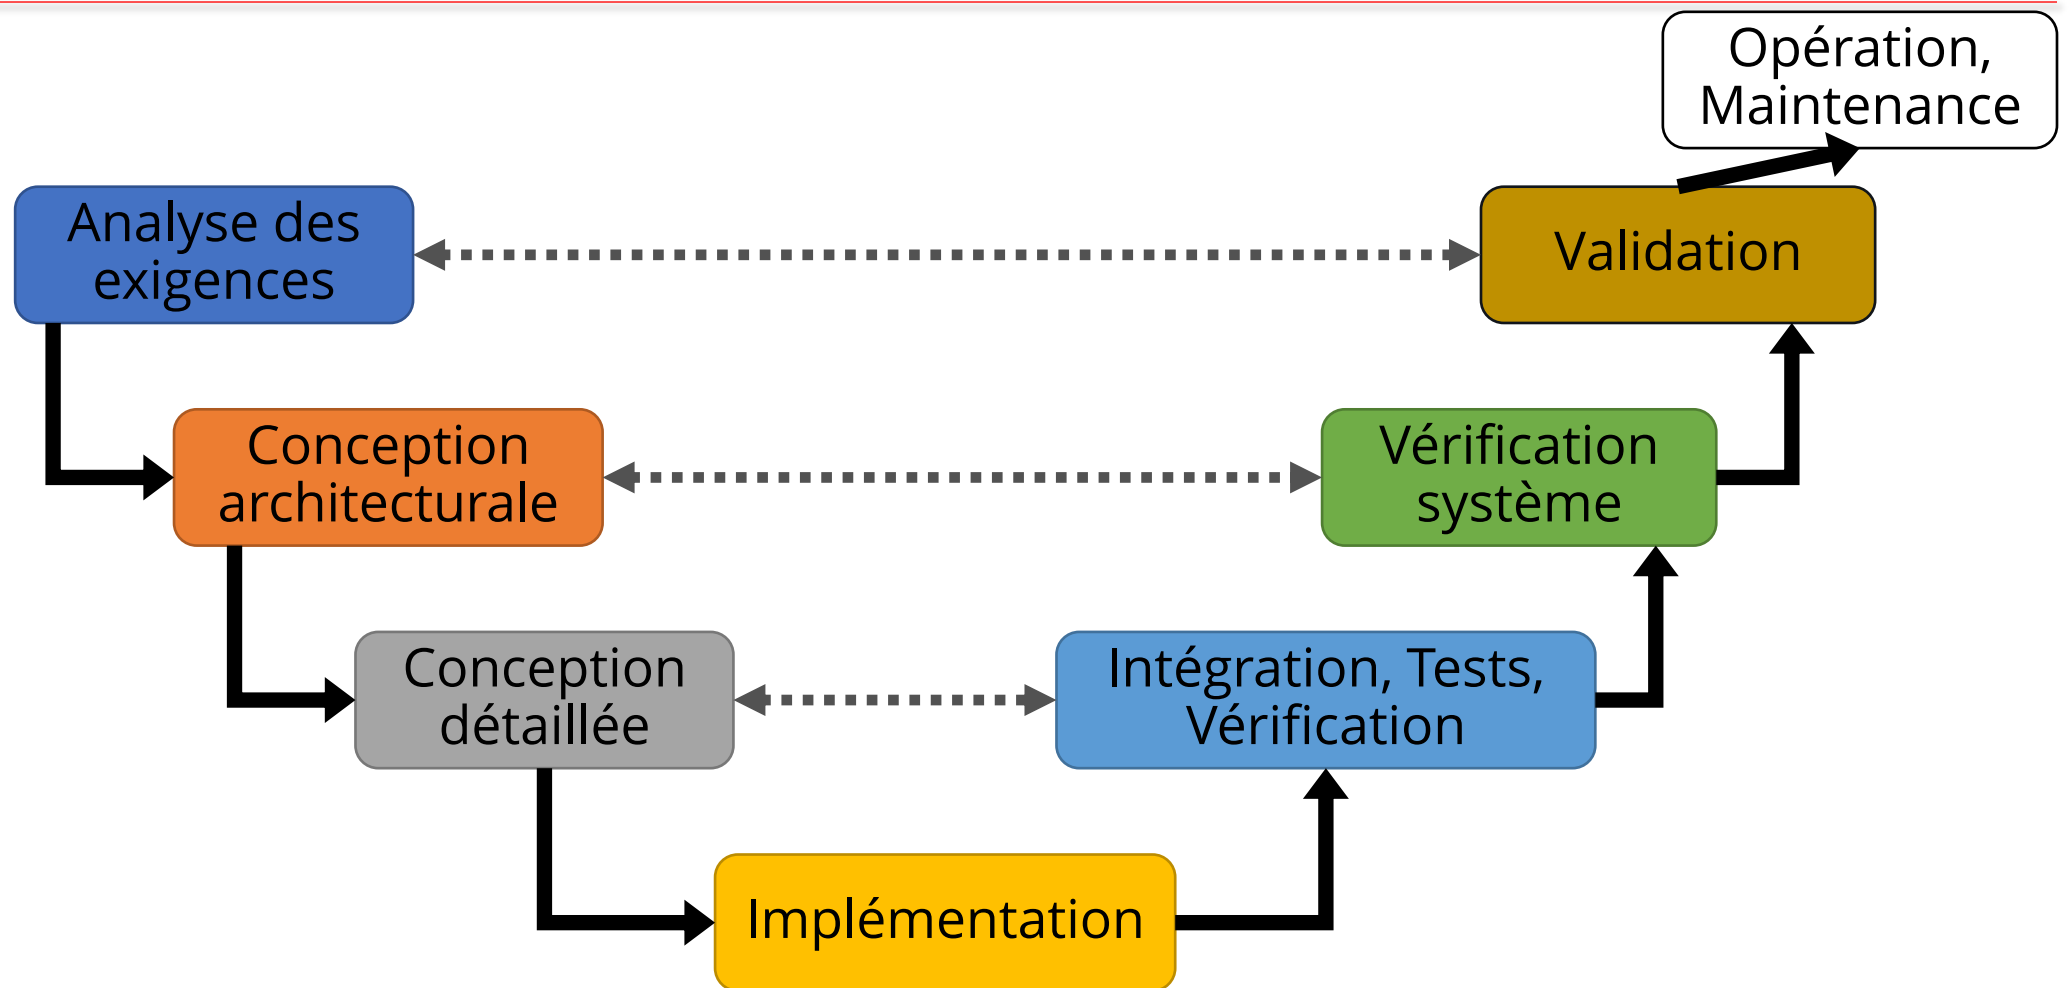 Opération,
Maintenance
Analyse des
exigences
Validation
Conception
architecturale
Vérification
système
Conception
détaillée
Intégration, Tests,
Vérification
Implémentation